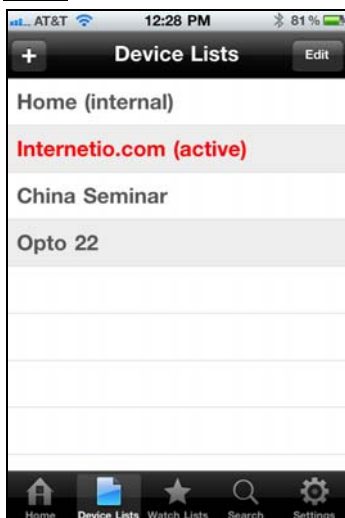 AT&T 12:28 PM 81%
+ Device Lists Edit
Home (internal)
Internetio.com (active)
China Seminar
Opto 22
Home Device Lists Watch Lists Search Settings